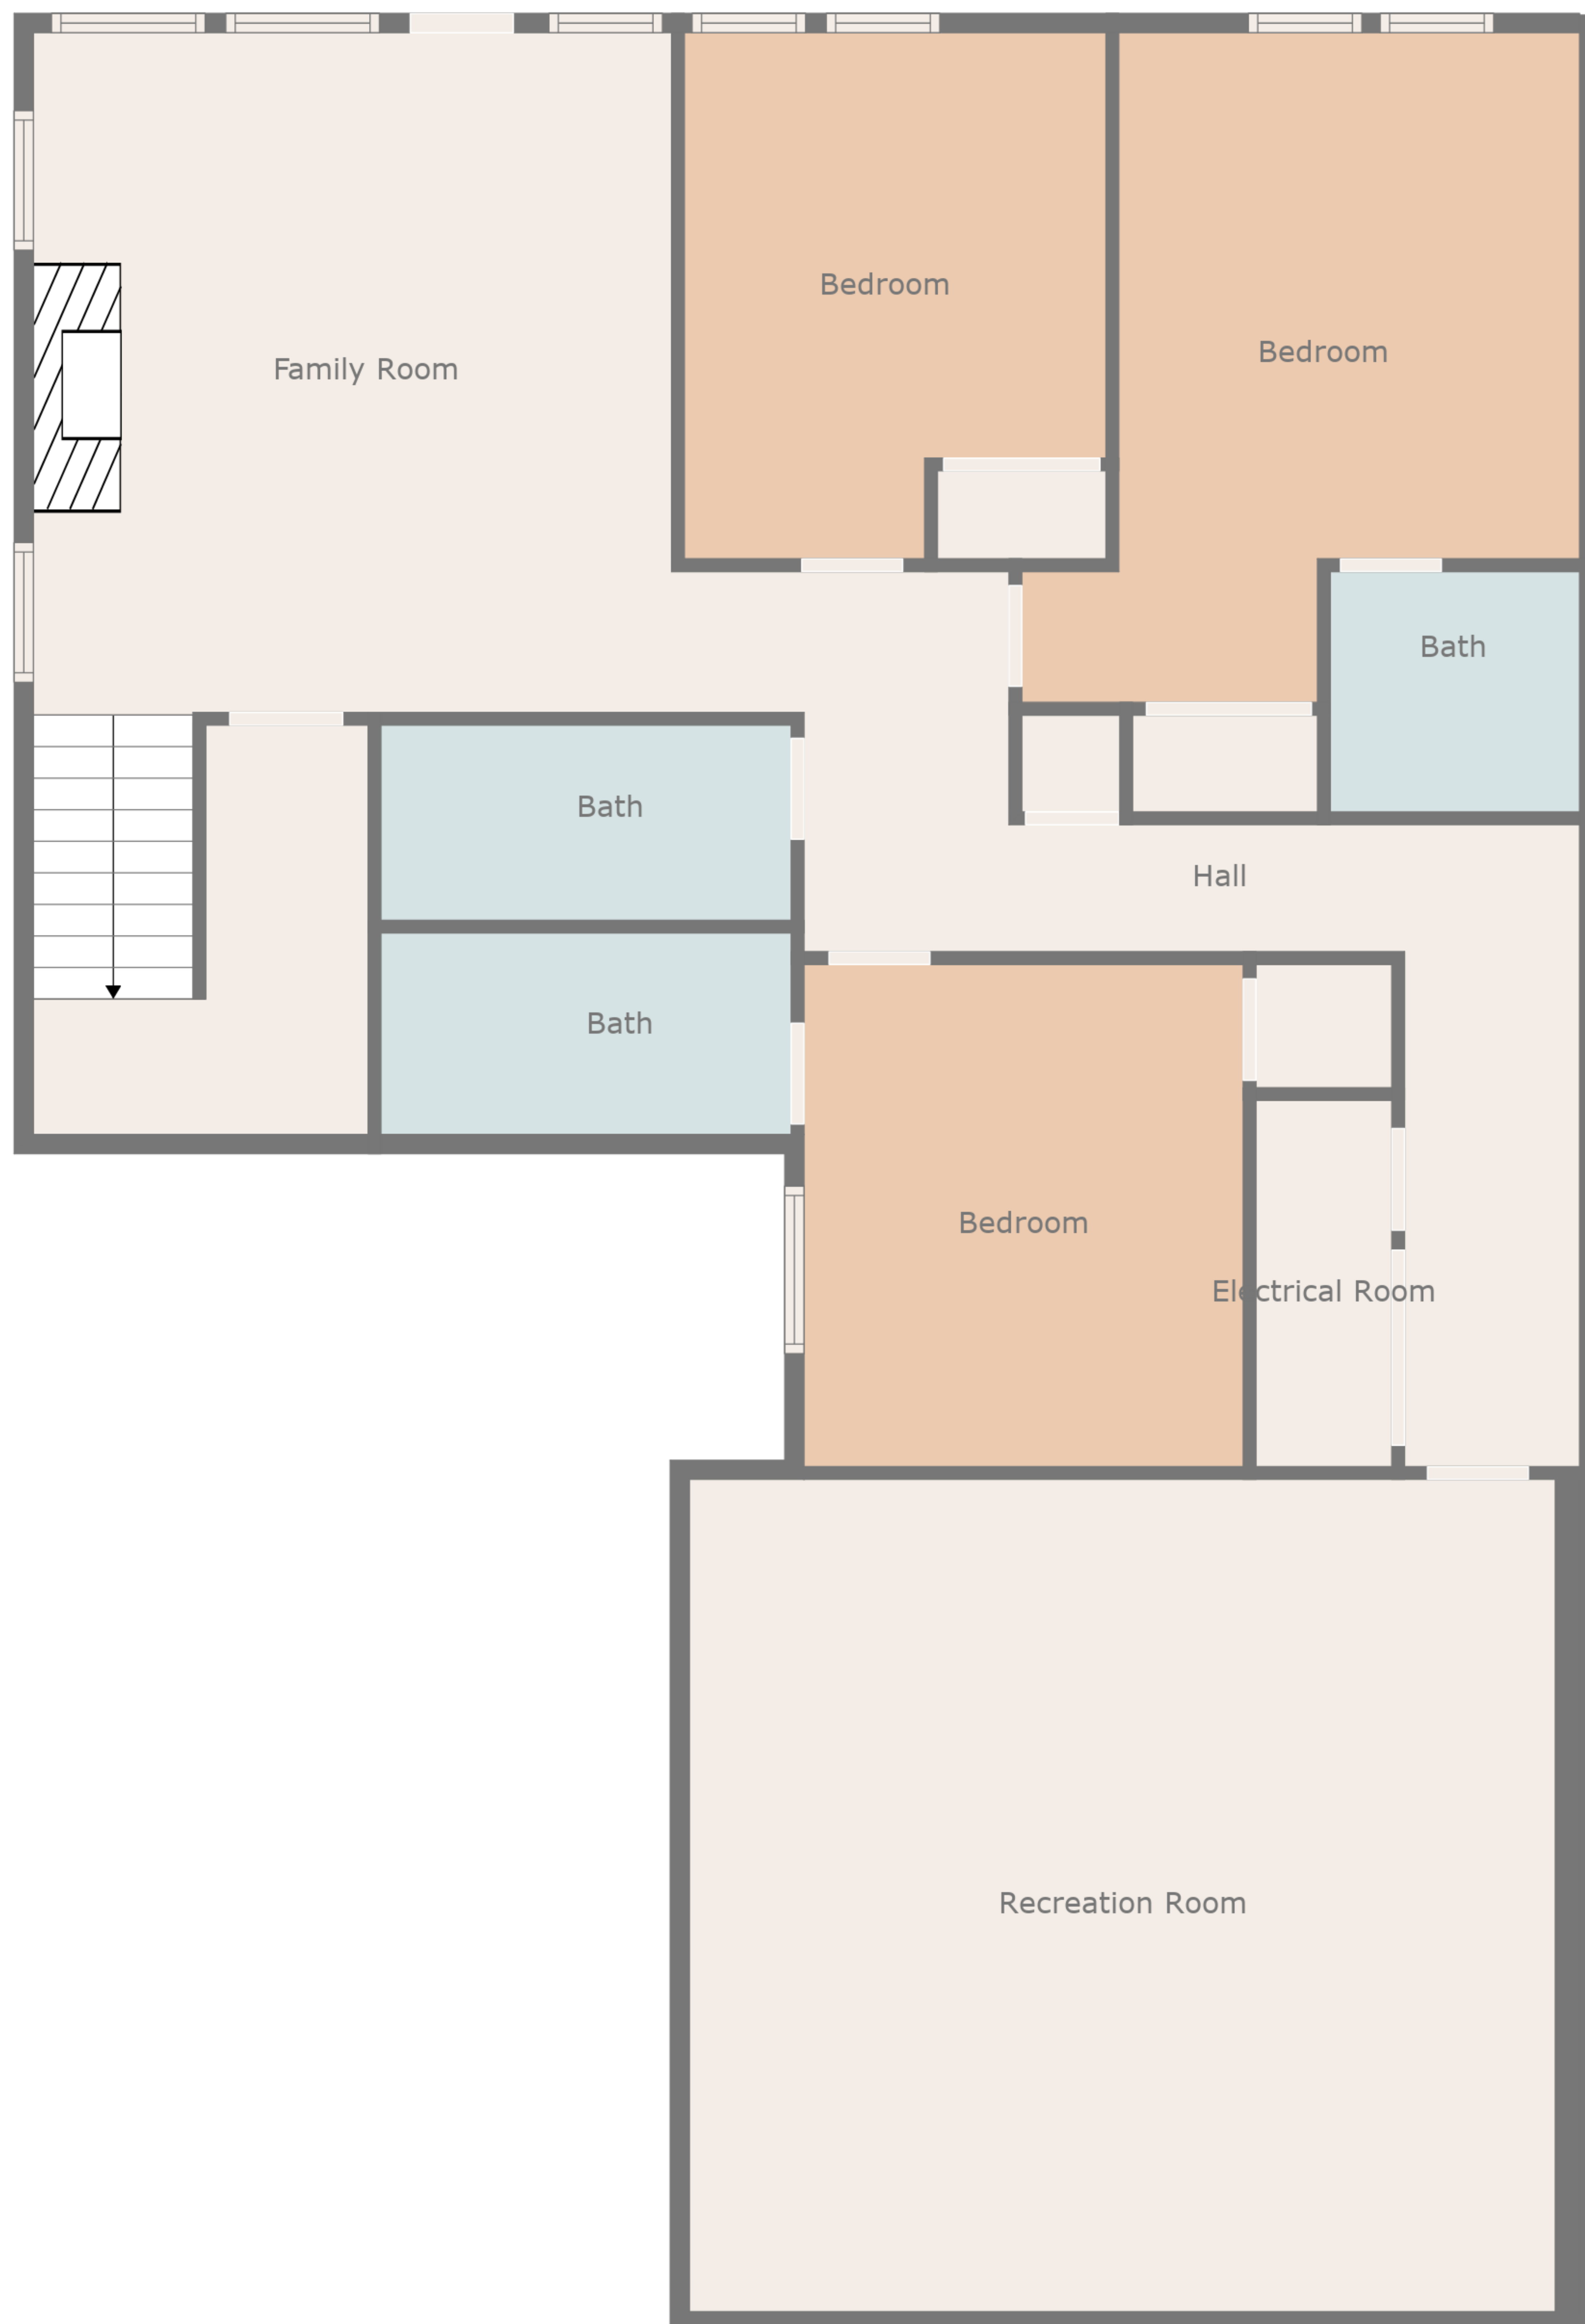 Bedroom
Bedroom
Family Room
Bath
Bath
Hall
Bath
Bedroom
Electrical Room
Recreation Room